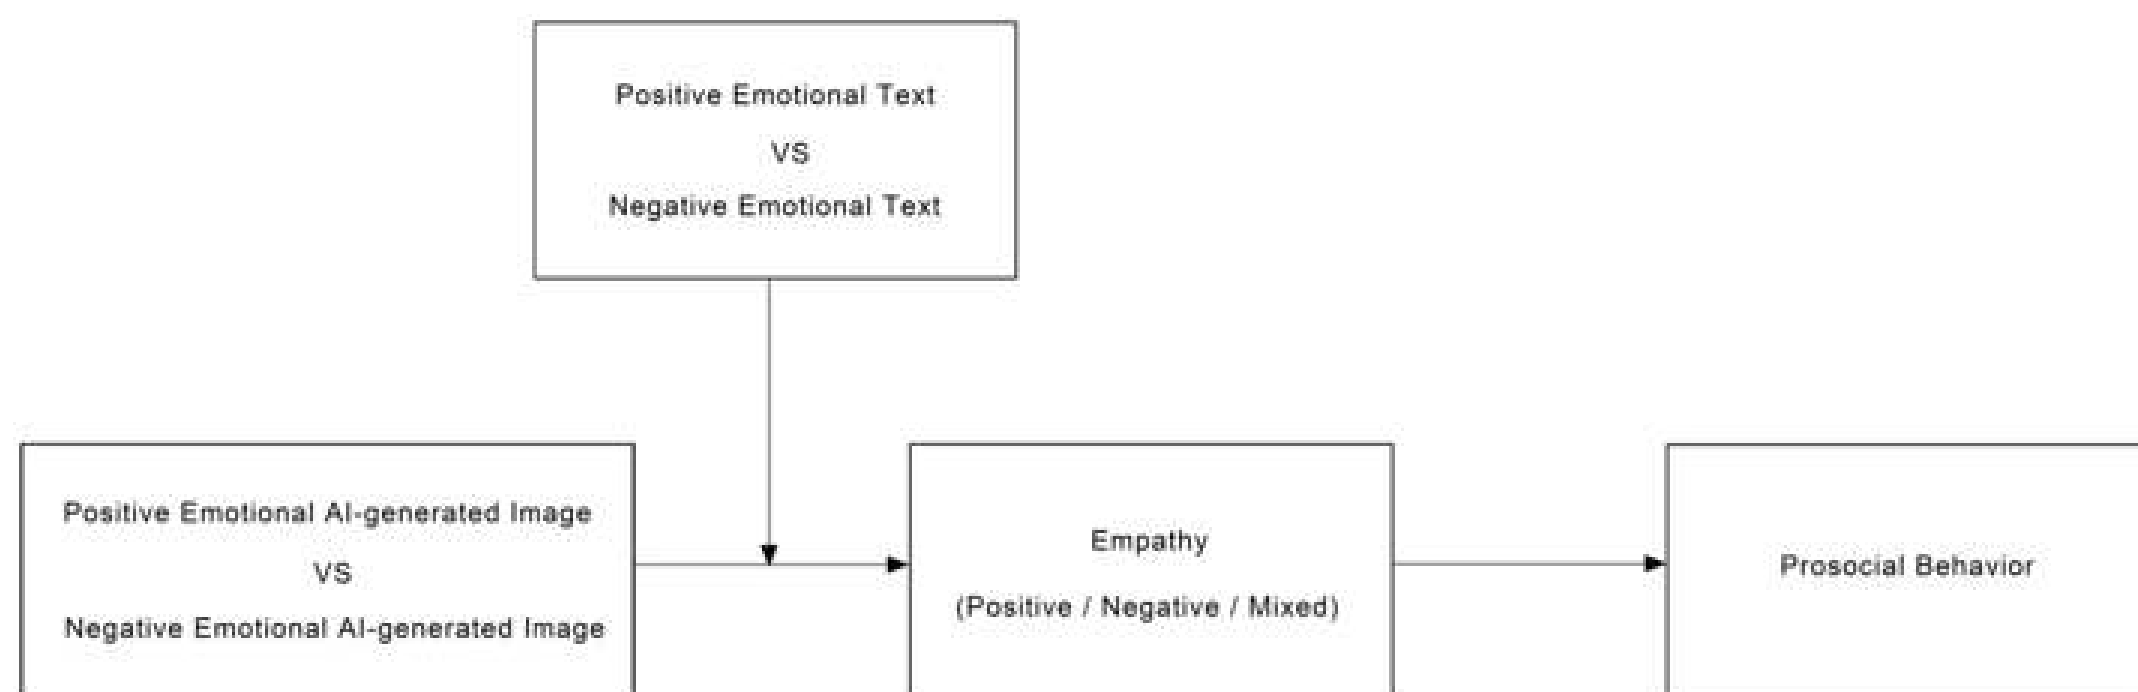 Positive Emotional Text
VS
Negative Emotional Text
Positive Emotional AI-generated Image
VS
Negative Emotional AI-generated Image
Empathy
(Positive / Negative / Mixed)
Prosocial Behavior